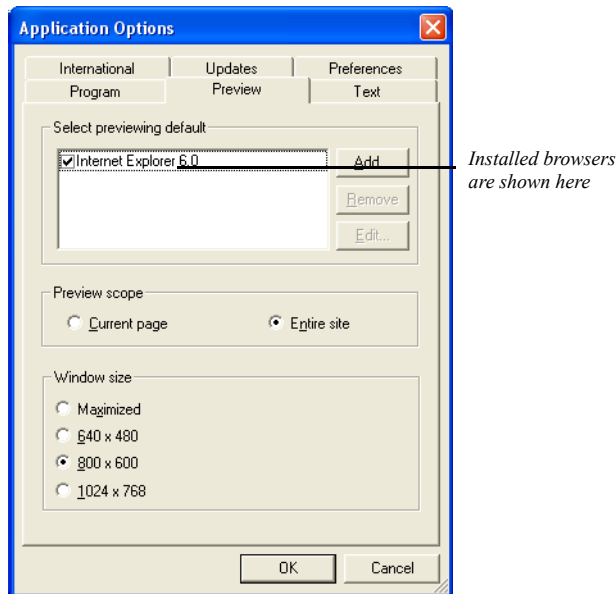 Application Options
International Updates Preferences
Program Preview Text
Select previewing default
Internet Explorer 6.0
Add...
Installed browsers
are shown here
Remove
Edit...
Preview scope
Current page Entire site
Window size
Maximized
640 x 480
800 x 600
1024 x 768
OK Cancel